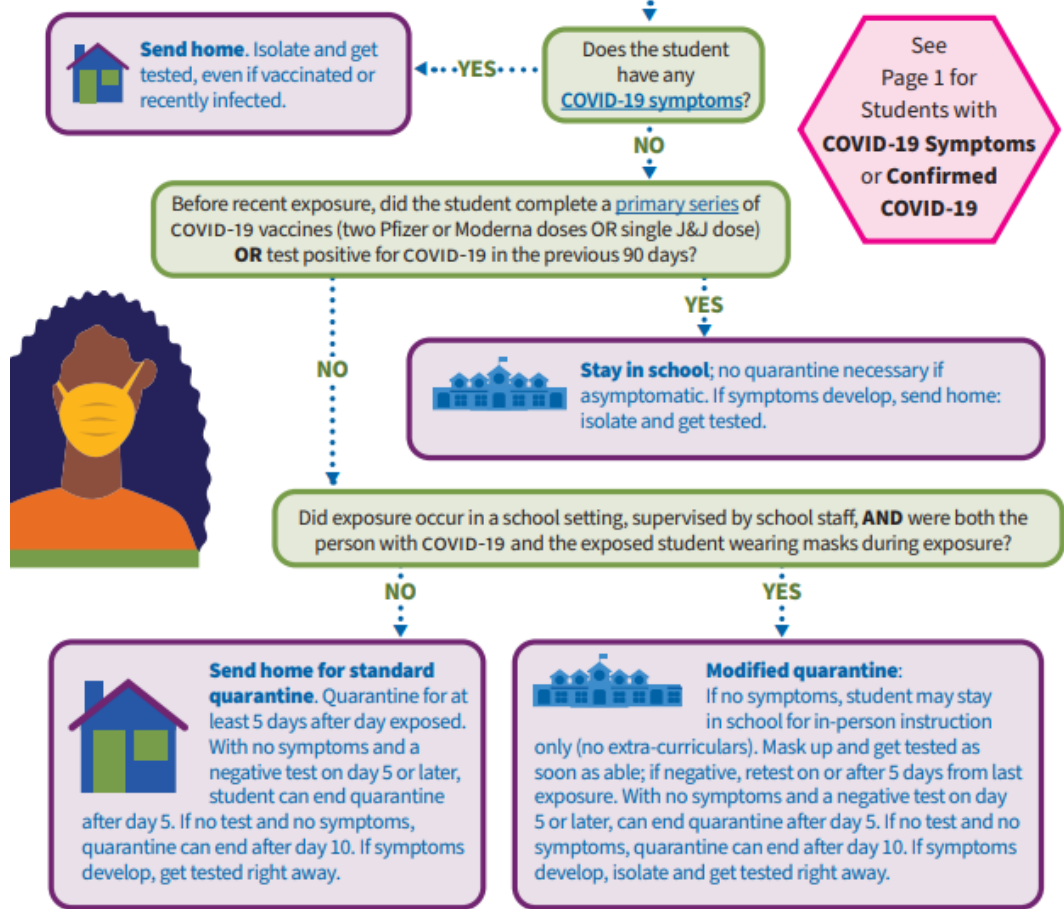 Send home. Isolate and get
tested, even if vaccinated or
recently infected.
YES
Does the student
have any
COVID-19 symptoms?
See
Page 1 for
Students with
COVID-19 Symptoms
or Confirmed
COVID-19
NO
Before recent exposure, did the student complete a primary series of
COVID-19 vaccines (two Pfizer or Moderna doses OR single J&J dose)
OR test positive for COVID-19 in the previous 90 days?
YES
NO
Stay in school; no quarantine necessary if
asymptomatic. If symptoms develop, send home:
isolate and get tested.
Did exposure occur in a school setting, supervised by school staff, AND were both the
person with COVID-19 and the exposed student wearing masks during exposure?
NO
YES
Send home for standard
quarantine. Quarantine for at
least 5 days after day exposed.
With no symptoms and a
negative test on day 5 or later,
student can end quarantine
after day 5. If no test and no symptoms,
quarantine can end after day 10. If symptoms
develop, get tested right away.
Modified quarantine:
If no symptoms, student may stay
in school for in-person instruction
only (no extra-curriculars). Mask up and get tested as
soon as able; if negative, retest on or after 5 days from last
exposure. With no symptoms and a negative test on day
5 or later, can end quarantine after day 5. If no test and no
symptoms, quarantine can end after day 10. If symptoms
develop, isolate and get tested right away.